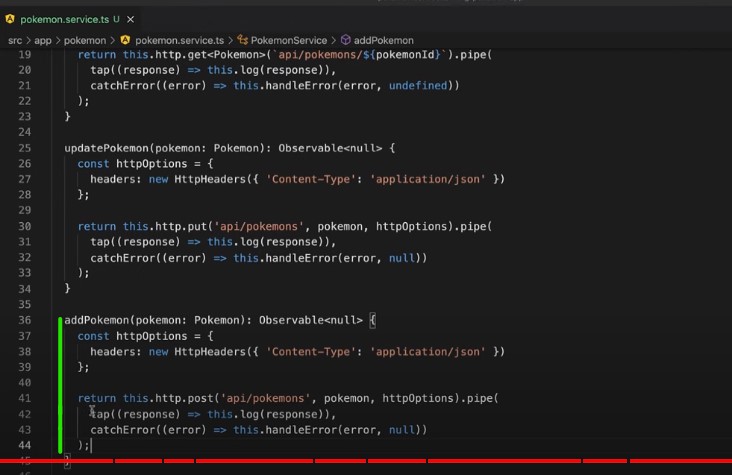 pokemon.service.ts U ×
src > app > pokemon > pokemon.service.ts > PokemonService > addPokemon
19 return this.http.get<Pokemon>(`api/pokemons/${pokemonId}`).pipe(
20 tap((response) => this.log(response)),
21 catchError((error) => this.handleError(error, undefined))
22 );
23 }
24
25 updatePokemon(pokemon: Pokemon): Observable<null> {
26 const httpOptions = {
27 headers: new HttpHeaders({ 'Content-Type': 'application/json' })
28 };
29
30 return this.http.put('api/pokemons', pokemon, httpOptions).pipe(
31 tap((response) => this.log(response)),
32 catchError((error) => this.handleError(error, null))
33 );
34 }
35
36 addPokemon(pokemon: Pokemon): Observable<null> {
37 const httpOptions = {
38 headers: new HttpHeaders({ 'Content-Type': 'application/json' })
39 };
40
41 return this.http.post('api/pokemons', pokemon, httpOptions).pipe(
42 tap((response) => this.log(response)),
43 catchError((error) => this.handleError(error, null))
44 );
45 }